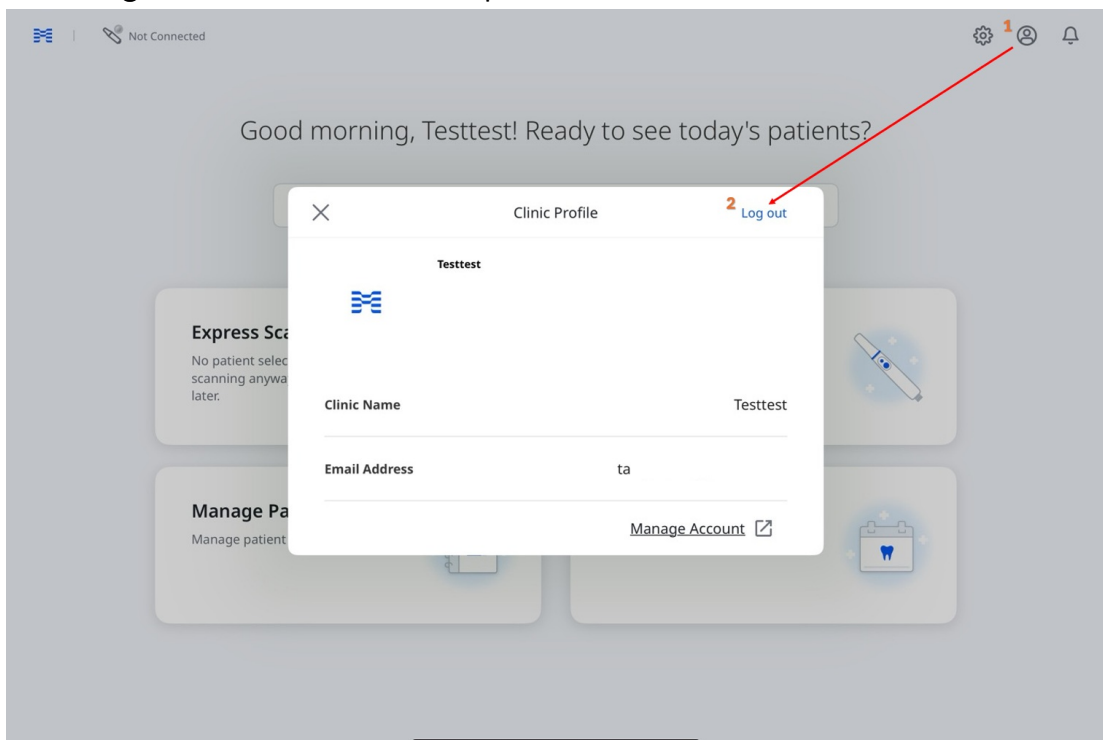 Not Connected
1
Good morning, Testtest! Ready to see today's patients?
Clinic Profile
2 Log out
Testtest
Express Sca
No patient selec
scanning anywa
later.
Clinic Name Testtest
Email Address ta
Manage Pa
Manage patient
Manage Account